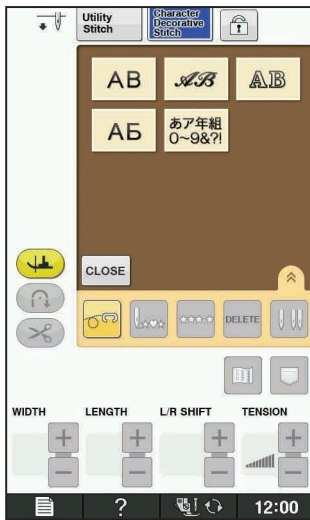 Utility
Stitch
Character
Decorative
Stitch
AB
AB
AB
АБ
あア年組
0~9&?!
CLOSE
DELETE
WIDTH
LENGTH
L/R SHIFT
TENSION
+
+
+
+
−
−
−
−
?
12:00